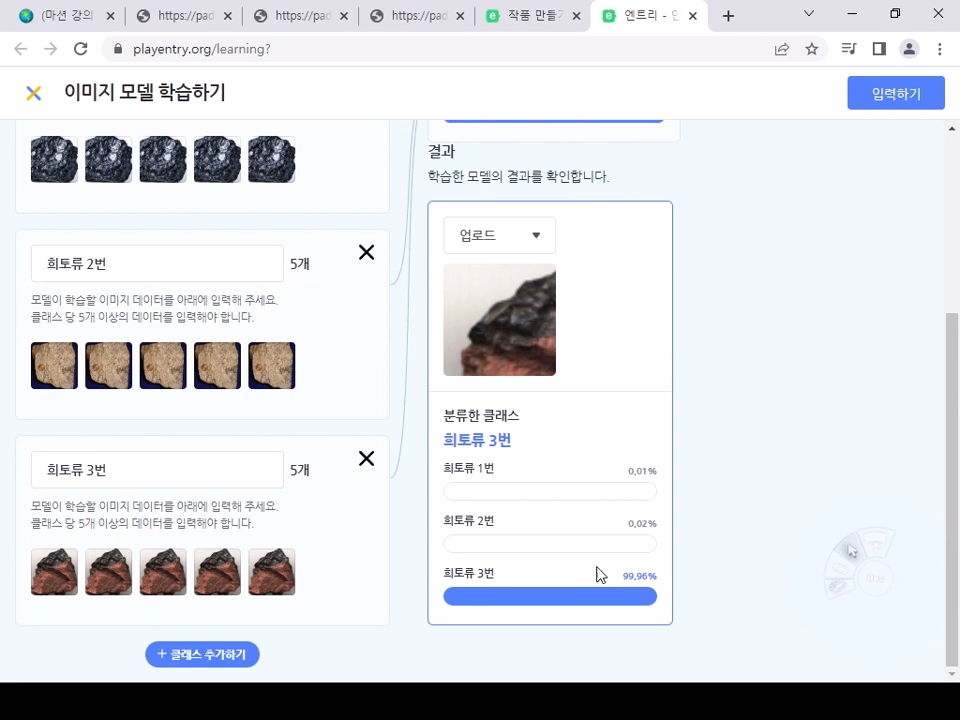 (마션 강의
https://pad
https://pad
https://pad
작품 만들기
엔트리 - 인
playentry.org/learning?
이미지 모델 학습하기
입력하기
희토류 2번
5개
모델이 학습할 이미지 데이터를 아래에 입력해 주세요.
클래스 당 5개 이상의 데이터를 입력해야 합니다.
희토류 3번
5개
모델이 학습할 이미지 데이터를 아래에 입력해 주세요.
클래스 당 5개 이상의 데이터를 입력해야 합니다.
+ 클래스 추가하기
결과
학습한 모델의 결과를 확인합니다.
업로드
분류한 클래스
희토류 3번
희토류 1번
0,01%
희토류 2번
0,02%
희토류 3번
99,96%